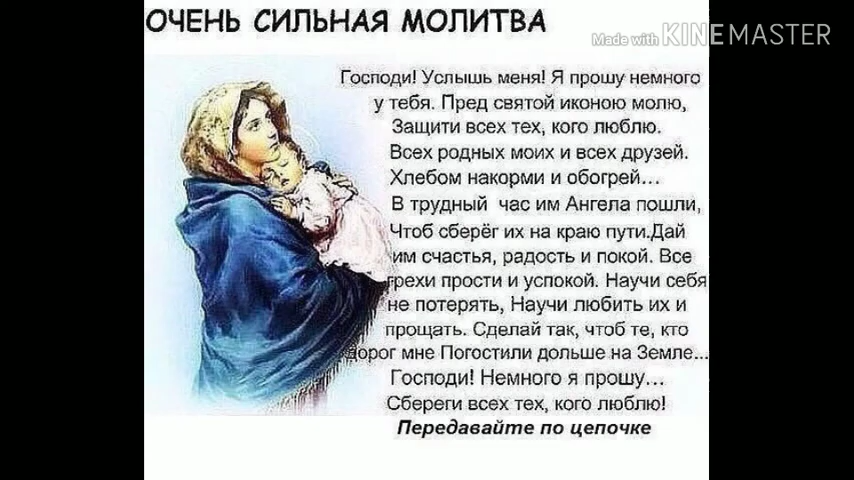 ОЧЕНЬ СИЛЬНАЯ МОЛИТВА
Made with KINEMASTER
Господи! Услышь меня! Я прошу немного
у тебя. Пред святой иконою молю,
Защити всех тех, кого люблю.
Всех родных моих и всех друзей.
Хлебом накорми и обогрей...
В трудный час им Ангела пошли,
Чтоб сберёг их на краю пути.Дай
им счастья, радость и покой. Все
грехи прости и успокой. Научи себя
не потерять, Научи любить их и
прощать. Сделай так, чтоб те, кто
дорог мне Погостили дольше на Земле...
Господи! Немного я прошу...
Сбереги всех тех, кого люблю!
Передавайте по цепочке